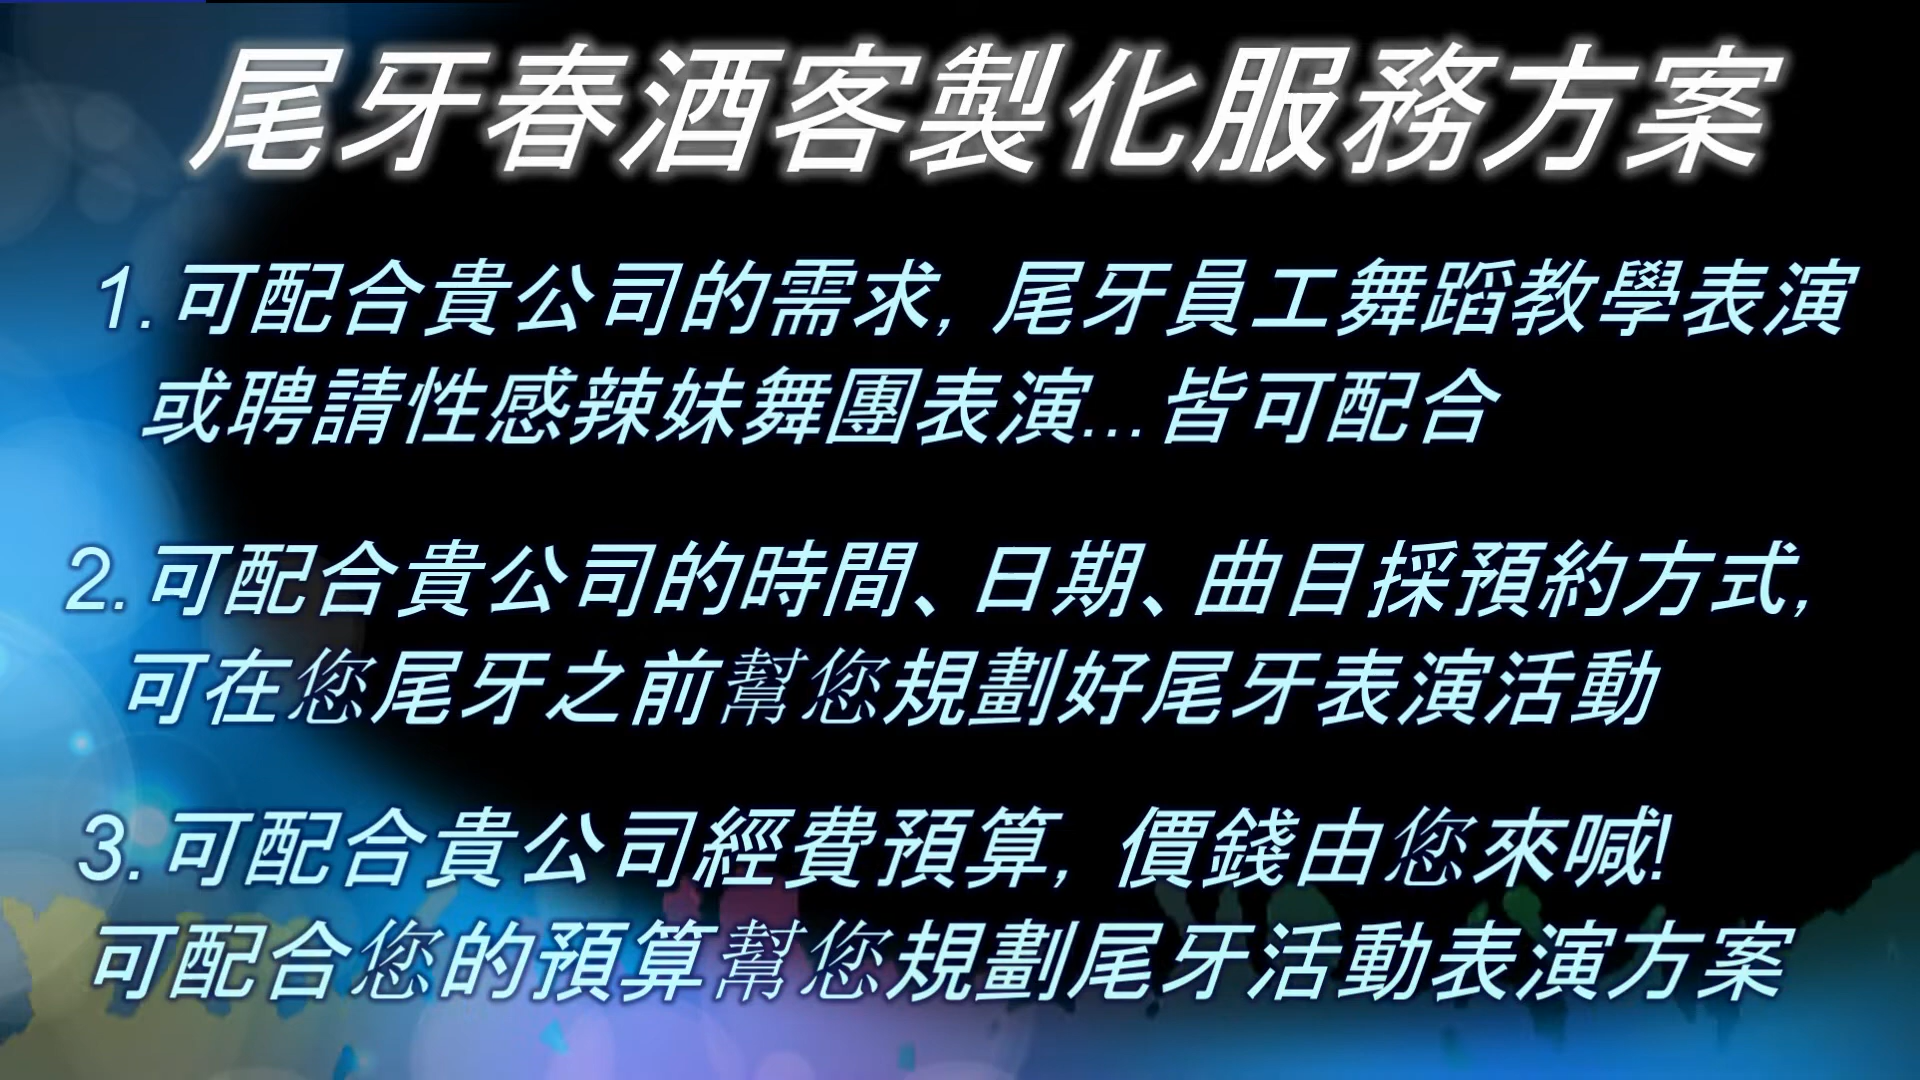 尾牙春酒客製化服務方案
1.可配合貴公司的需求,尾牙員工舞蹈教學表演
或聘請性感辣妹舞團表演...皆可配合
2.可配合貴公司的時間、日期、曲目採預約方式,
可在您尾牙之前幫您規劃好尾牙表演活動
3.可配合貴公司經費預算,價錢由您來喊!
可配合您的預算幫您規劃尾牙活動表演方案